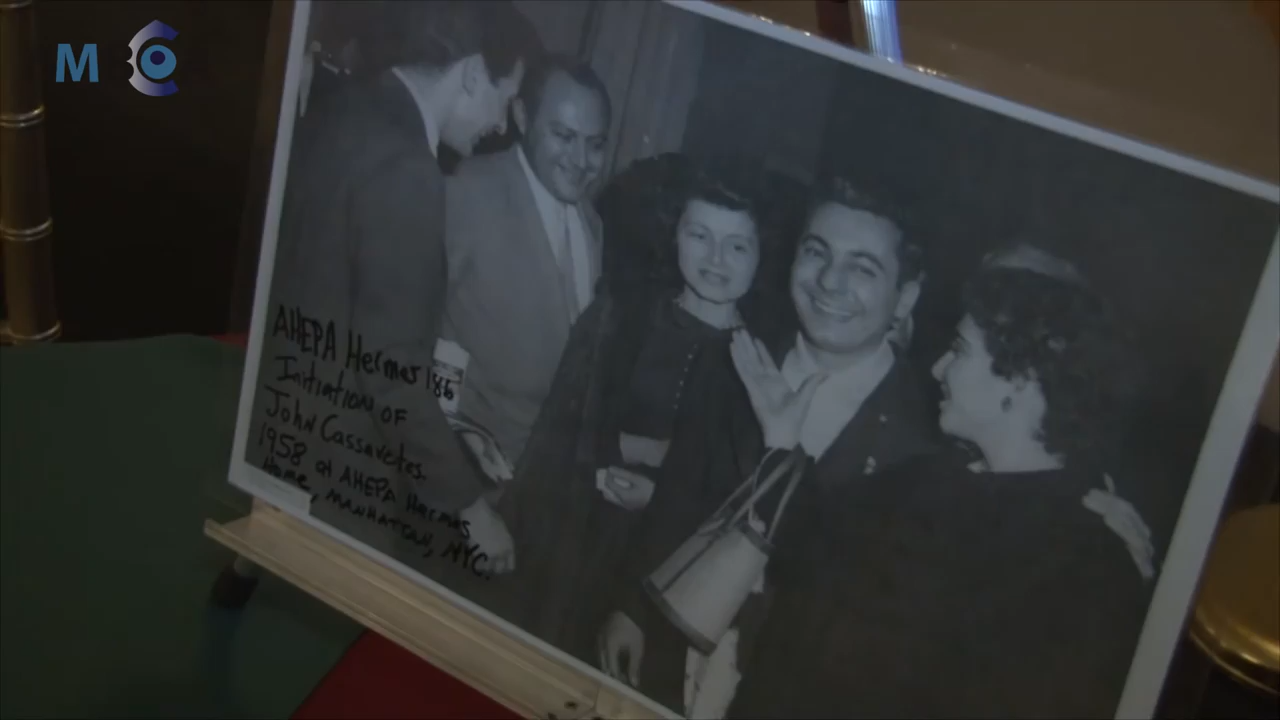 M
AHEPA Hermes 186
Initiation of
John Cassavetes.
1958 at AHEPA Hermes
Home, MANHATTAN, NYC.